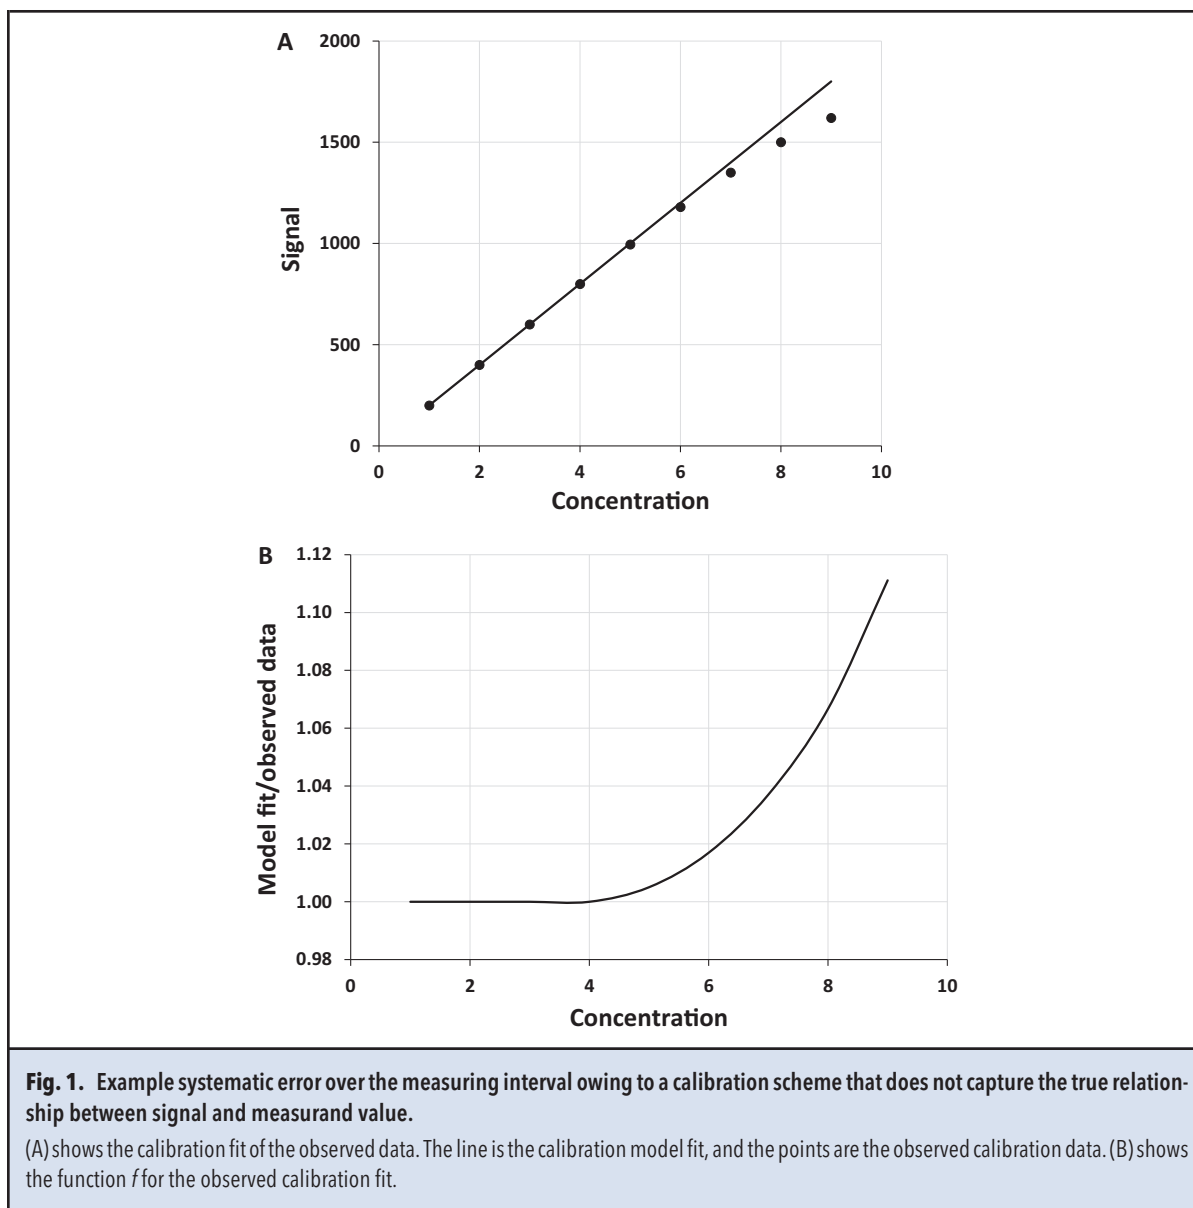 A
2000
1500
1000
500
0
Signal
0 2 4 6 8 10
Concentration
B
1.12
1.10
1.08
1.06
1.04
1.02
1.00
0.98
Model fit/observed data
0 2 4 6 8 10
Concentration
Fig. 1. Example systematic error over the measuring interval owing to a calibration scheme that does not capture the true relation-
ship between signal and measurand value.
(A) shows the calibration fit of the observed data. The line is the calibration model fit, and the points are the observed calibration data. (B) shows
the function f for the observed calibration fit.